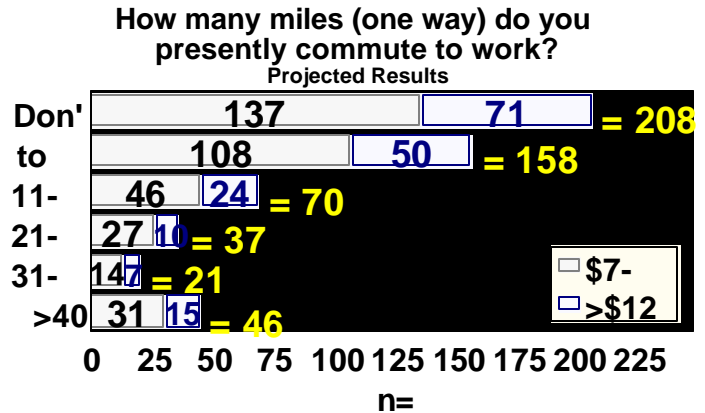 How many miles (one way) do you
presently commute to work?
Projected Results
Don' 137 71 = 208
to 108 50 = 158
11- 46 24 = 70
21- 27 10 = 37
31- 14 7 = 21
>40 31 15 = 46
$7-
>$12
0 25 50 75 100 125 150 175 200 225
n=